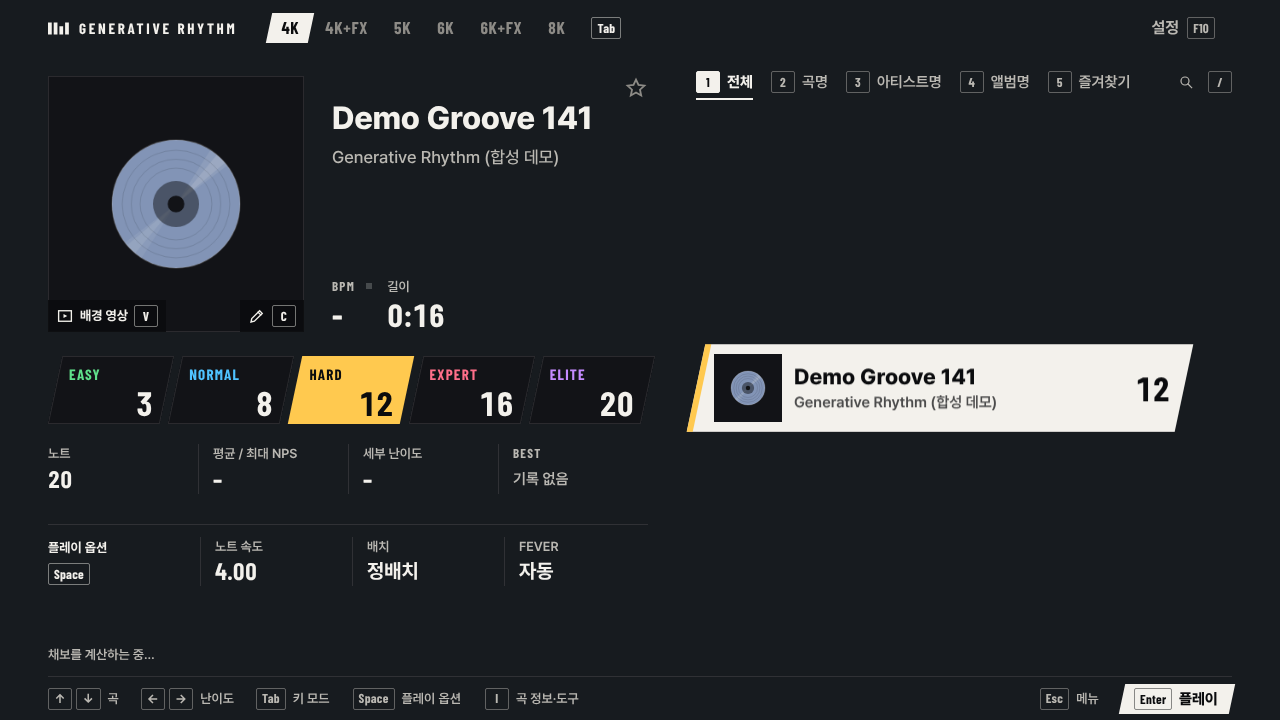 GENERATIVE RHYTHM
4K 4K+FX 5K 6K 6K+FX 8K Tab
설정 F10
1 전체 2 곡명 3 아티스트명 4 앨범명 5 즐겨찾기 /
Demo Groove 141
Generative Rhythm (합성 데모)
BPM 길이
- 0:16
배경 영상 V C
EASY 3
NORMAL 8
HARD 12
EXPERT 16
ELITE 20
Demo Groove 141
Generative Rhythm (합성 데모)
12
노트 평균 / 최대 NPS 세부 난이도 BEST
20 - - 기록 없음
플레이 옵션 노트 속도 배치 FEVER
Space 4.00 정배치 자동
채보를 계산하는 중...
↑ ↓ 곡 ← → 난이도 Tab 키 모드 Space 플레이 옵션 I 곡 정보·도구 Esc 메뉴 Enter 플레이